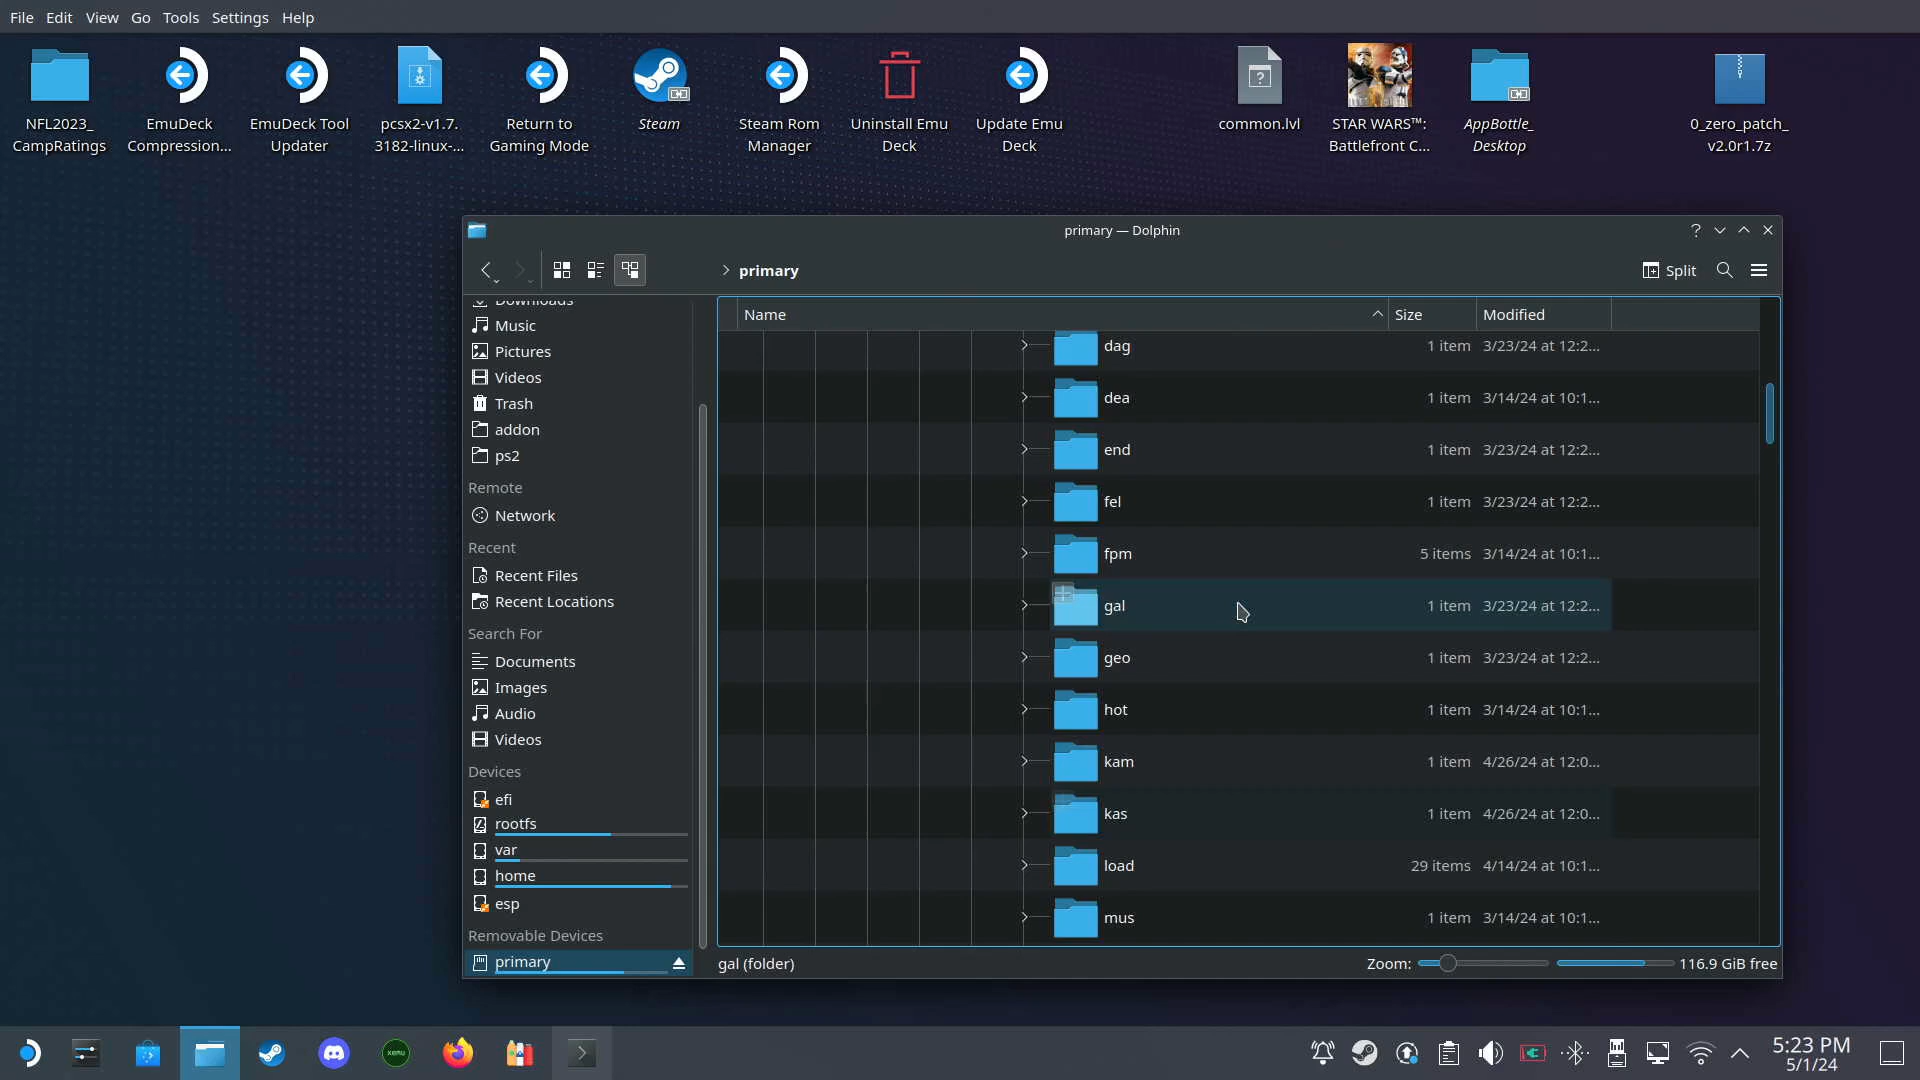 File Edit View Go Tools Settings Help
NFL2023_
CampRatings
EmuDeck
Compression...
EmuDeck Tool
Updater
pcsx2-v1.7.
3182-linux-...
Return to
Gaming Mode
Steam
Steam Rom
Manager
Uninstall Emu
Deck
Update Emu
Deck
common.lvl
STAR WARS™:
Battlefront C...
AppBottle_
Desktop
0_zero_patch_
v2.0r1.7z
primary — Dolphin
primary
Split
Downloads
Music
Pictures
Videos
Trash
addon
ps2
Remote
Network
Recent
Recent Files
Recent Locations
Search For
Documents
Images
Audio
Videos
Devices
efi
rootfs
var
home
esp
Removable Devices
primary
Name Size Modified
dag 1 item 3/23/24 at 12:2...
dea 1 item 3/14/24 at 10:1...
end 1 item 3/23/24 at 12:2...
fel 1 item 3/23/24 at 12:2...
fpm 5 items 3/14/24 at 10:1...
gal 1 item 3/23/24 at 12:2...
geo 1 item 3/23/24 at 12:2...
hot 1 item 3/14/24 at 10:1...
kam 1 item 4/26/24 at 12:0...
kas 1 item 4/26/24 at 12:0...
load 29 items 4/14/24 at 10:1...
mus 1 item 3/14/24 at 10:1...
gal (folder) Zoom: 116.9 GiB free
xemu
5:23 PM
5/1/24